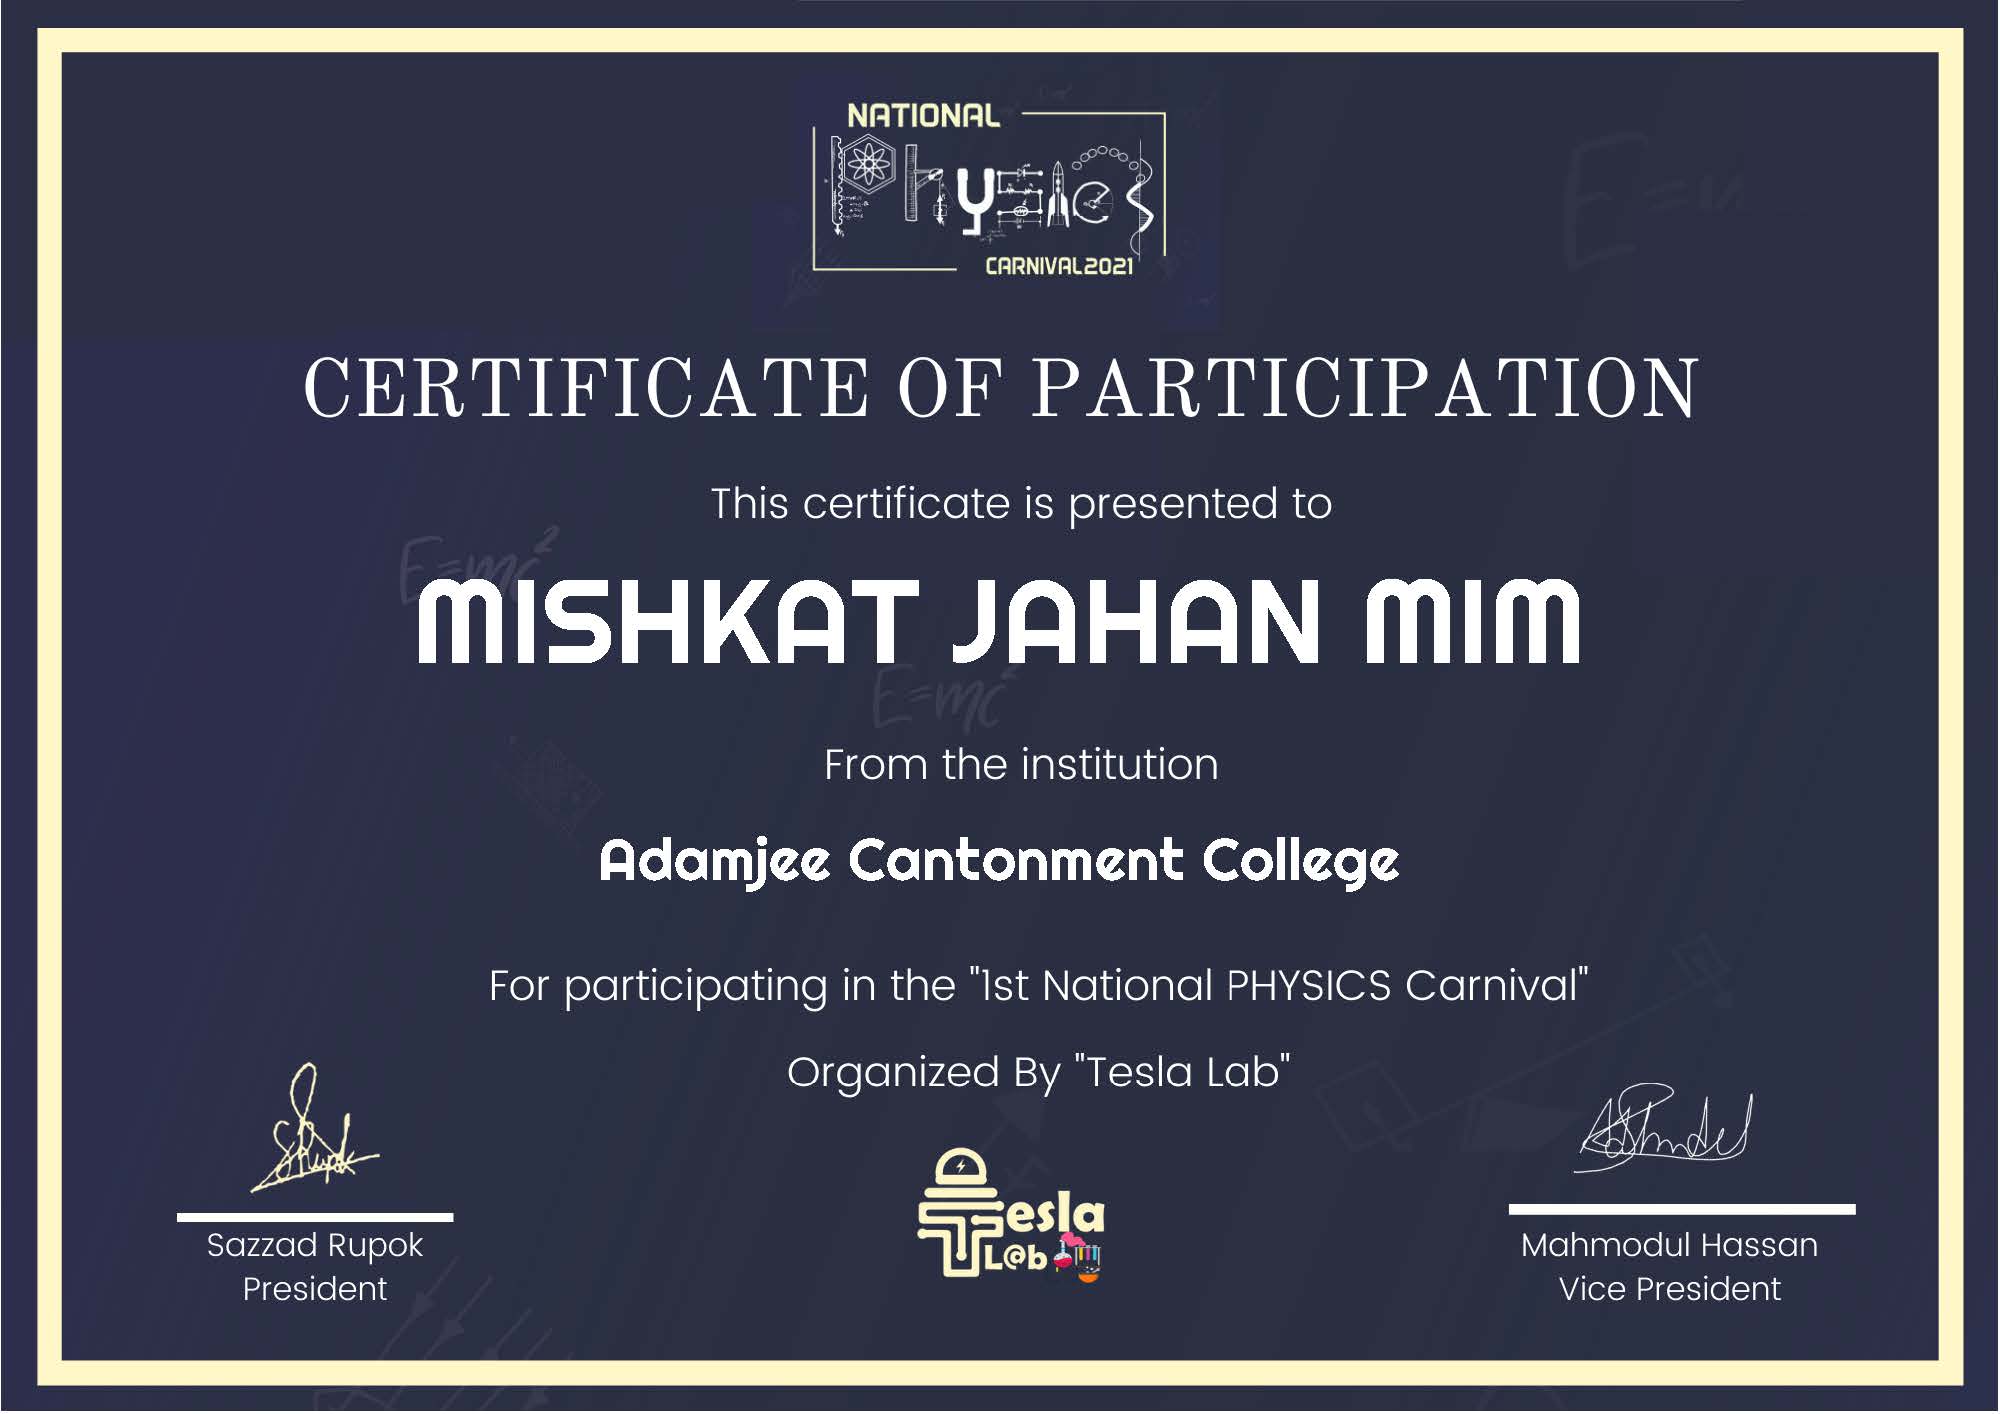 NATIONAL
Physics
CARNIVAL2021
CERTIFICATE OF PARTICIPATION
This certificate is presented to
E=mc²
MISHKAT JAHAN MIM
E=mc²
From the institution
Adamjee Cantonment College
For participating in the "1st National PHYSICS Carnival"
Organized By "Tesla Lab"
Tesla
L@b
Sazzad Rupok
President
Mahmodul Hassan
Vice President